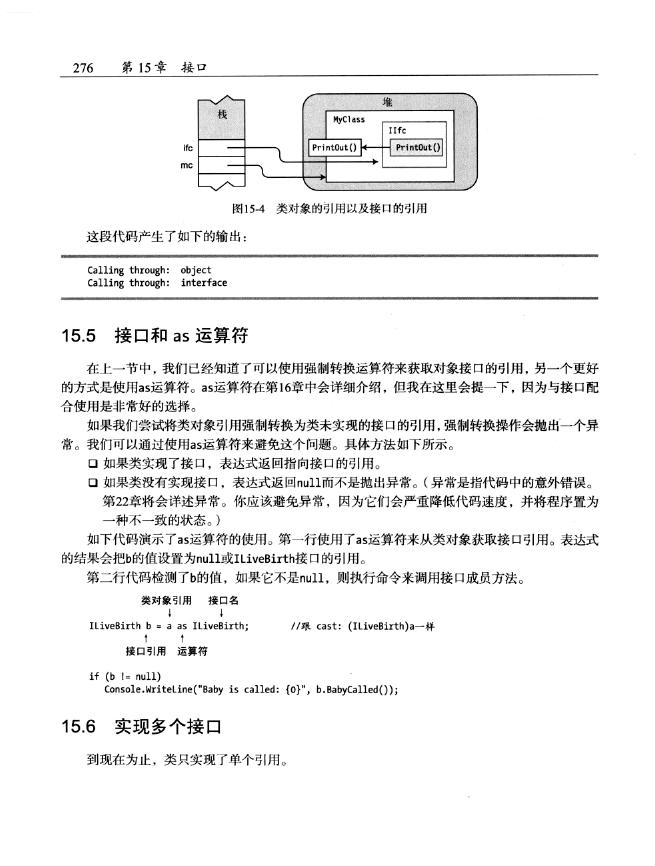 276 第15章 接口
栈
堆
MyClass
IIfc
ifc
PrintOut()
PrintOut()
mc
图15-4 类对象的引用以及接口的引用
这段代码产生了如下的输出：
Calling through: object
Calling through: interface
15.5 接口和 as 运算符
在上一节中，我们已经知道了可以使用强制转换运算符来获取对象接口的引用，另一个更好
的方式是使用as运算符。as运算符在第16章中会详细介绍，但我在这里会提一下，因为与接口配
合使用是非常好的选择。
如果我们尝试将类对象引用强制转换为类未实现的接口的引用，强制转换操作会抛出一个异
常。我们可以通过使用as运算符来避免这个问题。具体方法如下所示。
❑ 如果类实现了接口，表达式返回指向接口的引用。
❑ 如果类没有实现接口，表达式返回null而不是抛出异常。（异常是指代码中的意外错误。
第22章将会详述异常。你应该避免异常，因为它们会严重降低代码速度，并将程序置为
一种不一致的状态。）
如下代码演示了as运算符的使用。第一行使用了as运算符来从类对象获取接口引用。表达式
的结果会把b的值设置为null或ILiveBirth接口的引用。
第二行代码检测了b的值，如果它不是null，则执行命令来调用接口成员方法。
类对象引用 接口名
↓ ↓
ILiveBirth b = a as ILiveBirth; //跟 cast: (ILiveBirth)a一样
↑ ↑
接口引用 运算符
if (b != null)
Console.WriteLine("Baby is called: {0}", b.BabyCalled());
15.6 实现多个接口
到现在为止，类只实现了单个引用。